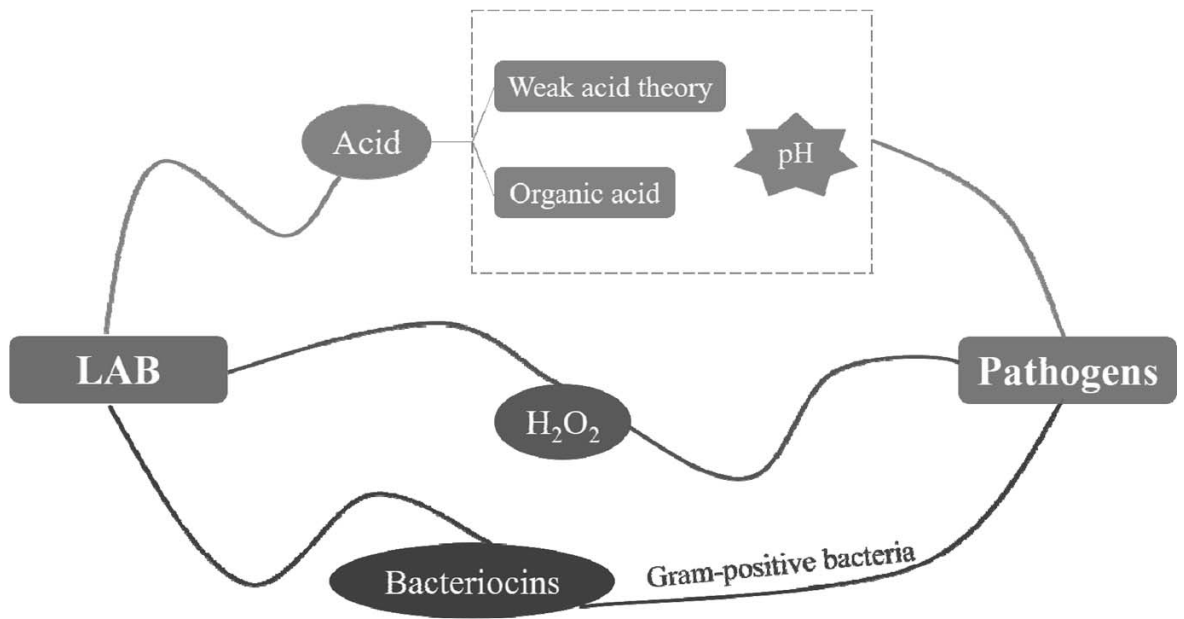 Weak acid theory
Acid
pH
Organic acid
LAB
Pathogens
H₂O₂
Gram-positive bacteria
Bacteriocins